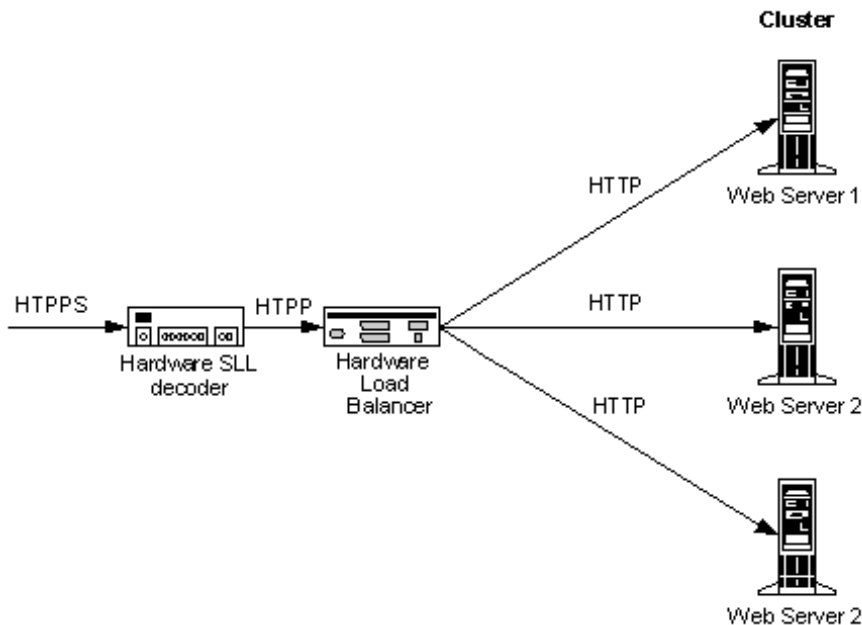 Cluster
Web Server 1
HTTP
HTPPS
HTPP
HTTP
Hardware SLL
decoder
Hardware
Load
Balancer
Web Server 2
HTTP
Web Server 2